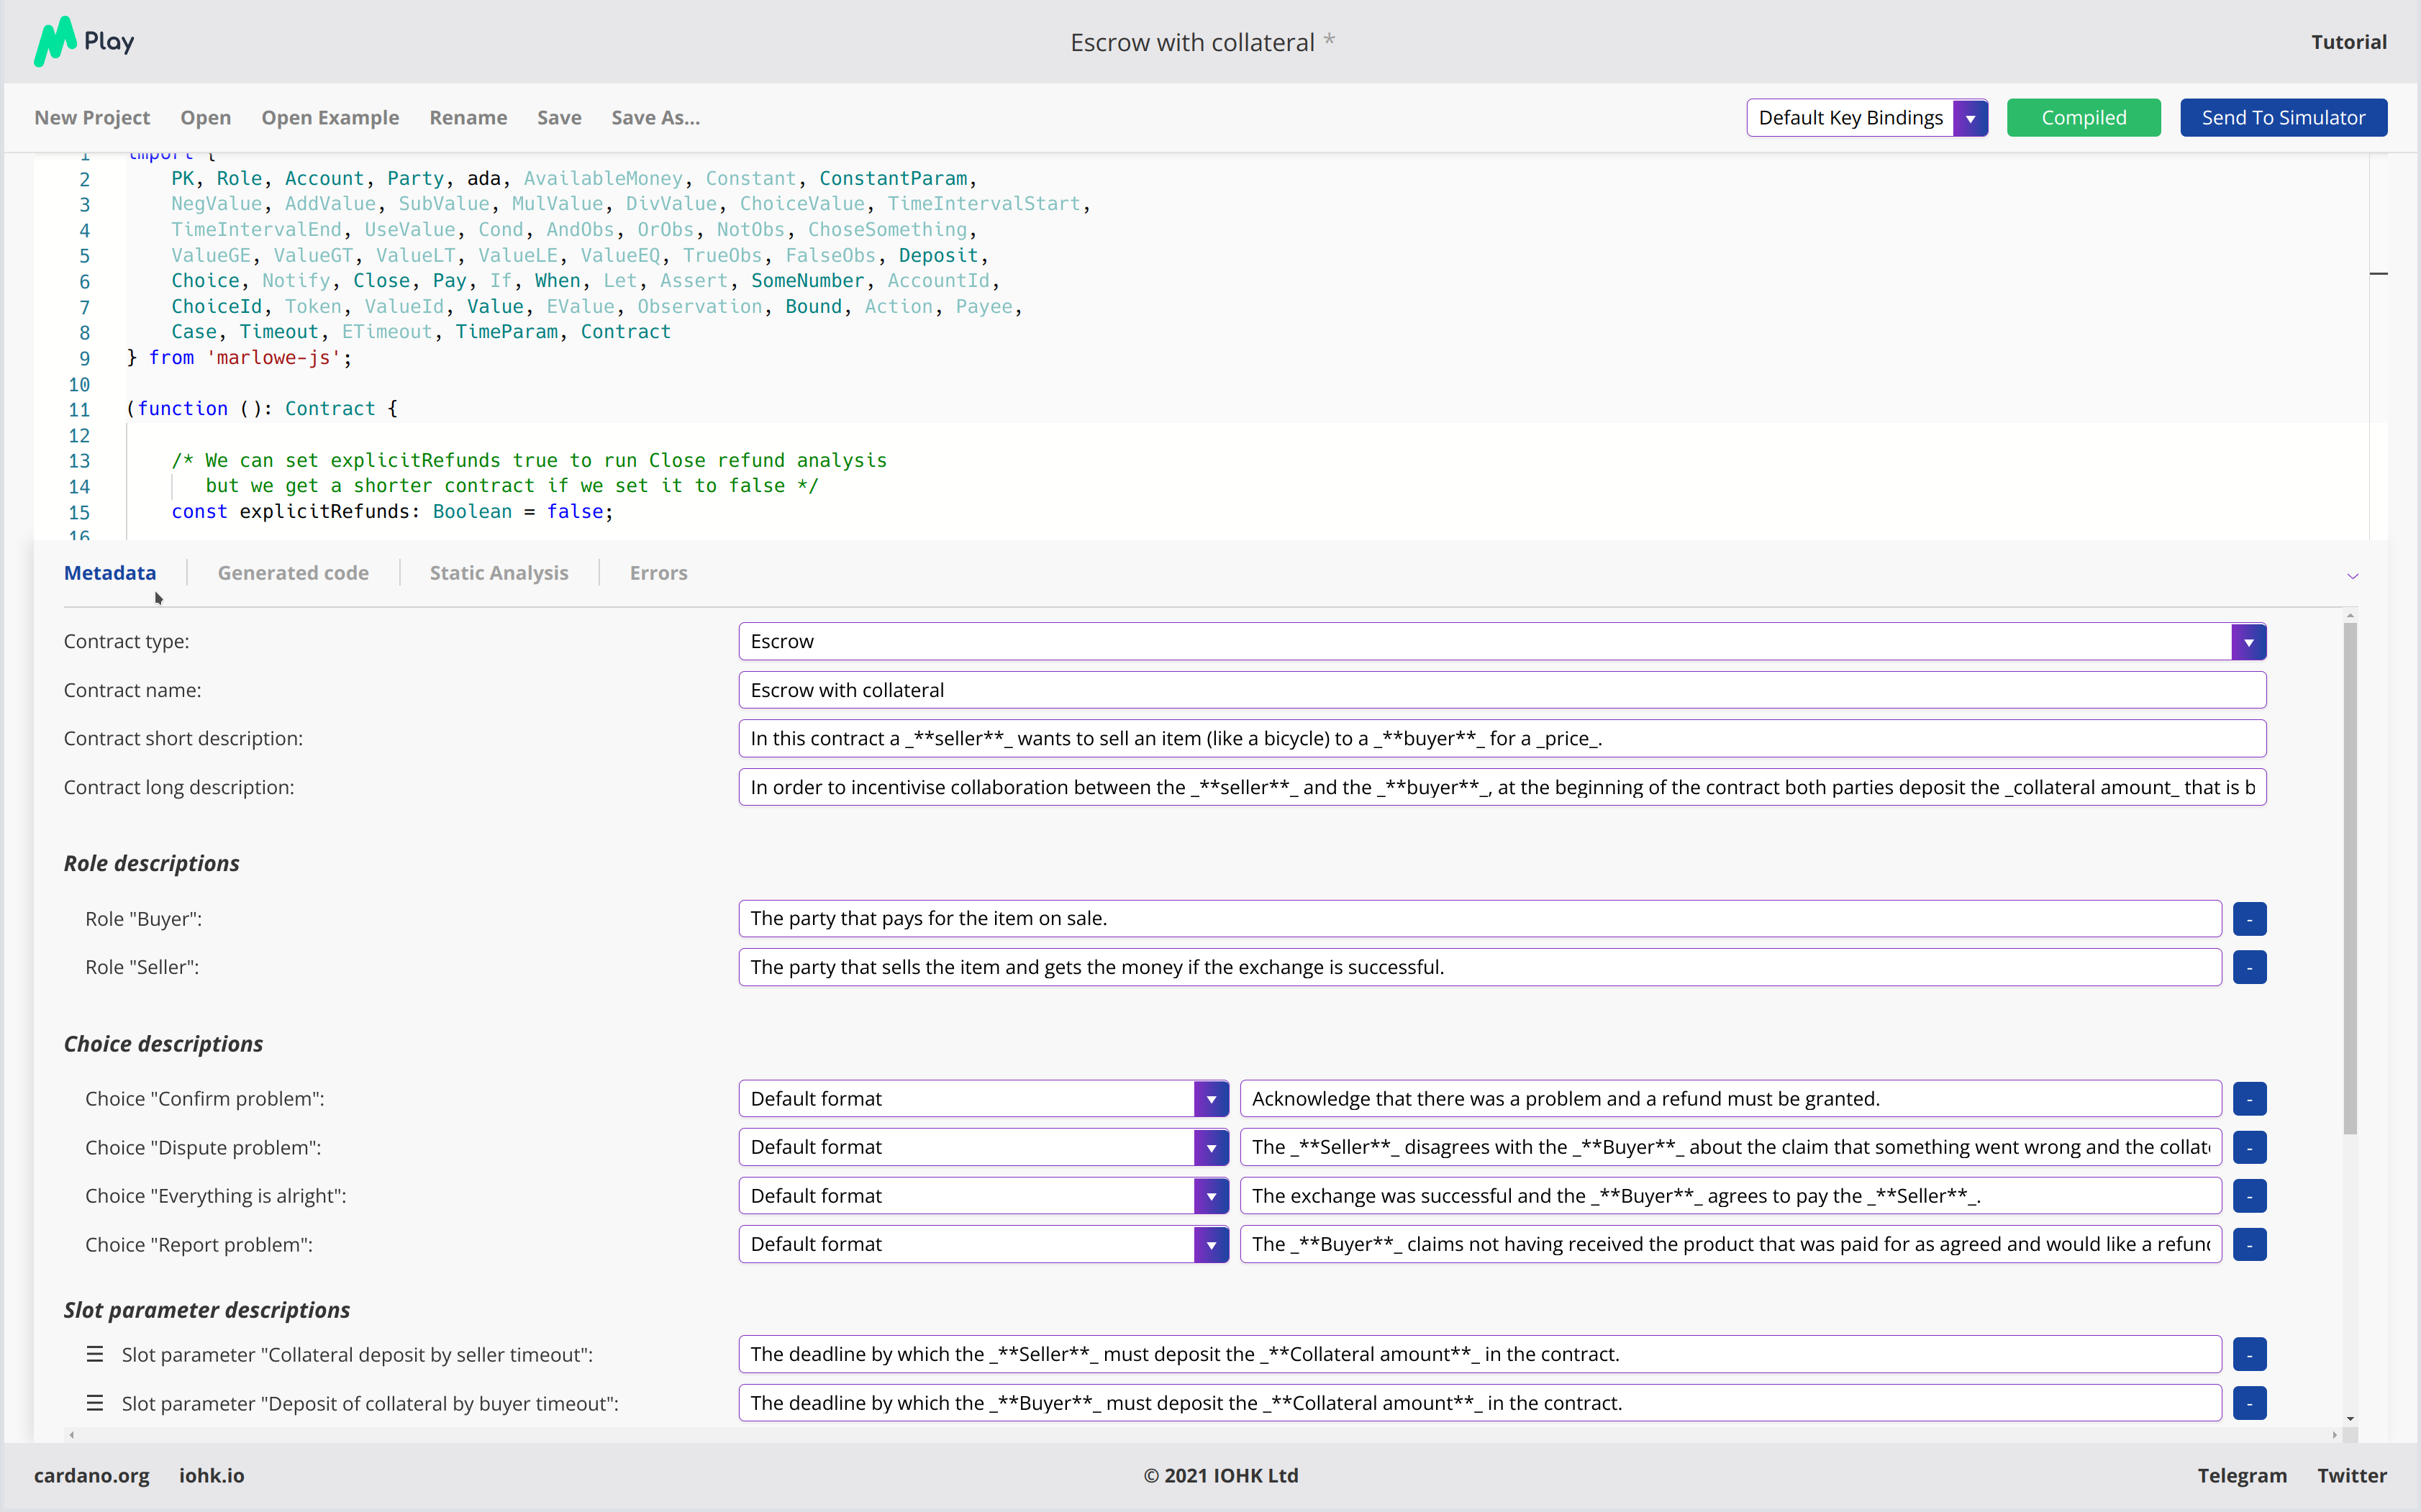 Play
Escrow with collateral *
Tutorial
New Project Open Open Example Rename Save Save As...
Default Key Bindings
Compiled
Send To Simulator
1 import {
2 PK, Role, Account, Party, ada, AvailableMoney, Constant, ConstantParam,
3 NegValue, AddValue, SubValue, MulValue, DivValue, ChoiceValue, TimeIntervalStart,
4 TimeIntervalEnd, UseValue, Cond, AndObs, OrObs, NotObs, ChoseSomething,
5 ValueGE, ValueGT, ValueLT, ValueLE, ValueEQ, TrueObs, FalseObs, Deposit,
6 Choice, Notify, Close, Pay, If, When, Let, Assert, SomeNumber, AccountId,
7 ChoiceId, Token, ValueId, Value, EValue, Observation, Bound, Action, Payee,
8 Case, Timeout, ETimeout, TimeParam, Contract
9 } from 'marlowe-js';
10
11 (function (): Contract {
12
13 /* We can set explicitRefunds true to run Close refund analysis
14 but we get a shorter contract if we set it to false */
15 const explicitRefunds: Boolean = false;
16
Metadata Generated code Static Analysis Errors
Contract type: Escrow
Contract name: Escrow with collateral
Contract short description: In this contract a _**seller**_ wants to sell an item (like a bicycle) to a _**buyer**_ for a _price_.
Contract long description: In order to incentivise collaboration between the _**seller**_ and the _**buyer**_, at the beginning of the contract both parties deposit the _collateral amount_ that is b
Role descriptions
Role "Buyer": The party that pays for the item on sale. -
Role "Seller": The party that sells the item and gets the money if the exchange is successful. -
Choice descriptions
Choice "Confirm problem": Default format Acknowledge that there was a problem and a refund must be granted. -
Choice "Dispute problem": Default format The _**Seller**_ disagrees with the _**Buyer**_ about the claim that something went wrong and the collat -
Choice "Everything is alright": Default format The exchange was successful and the _**Buyer**_ agrees to pay the _**Seller**_. -
Choice "Report problem": Default format The _**Buyer**_ claims not having received the product that was paid for as agreed and would like a refund -
Slot parameter descriptions
☰ Slot parameter "Collateral deposit by seller timeout": The deadline by which the _**Seller**_ must deposit the _**Collateral amount**_ in the contract. -
☰ Slot parameter "Deposit of collateral by buyer timeout": The deadline by which the _**Buyer**_ must deposit the _**Collateral amount**_ in the contract. -
cardano.org iohk.io
© 2021 IOHK Ltd
Telegram Twitter